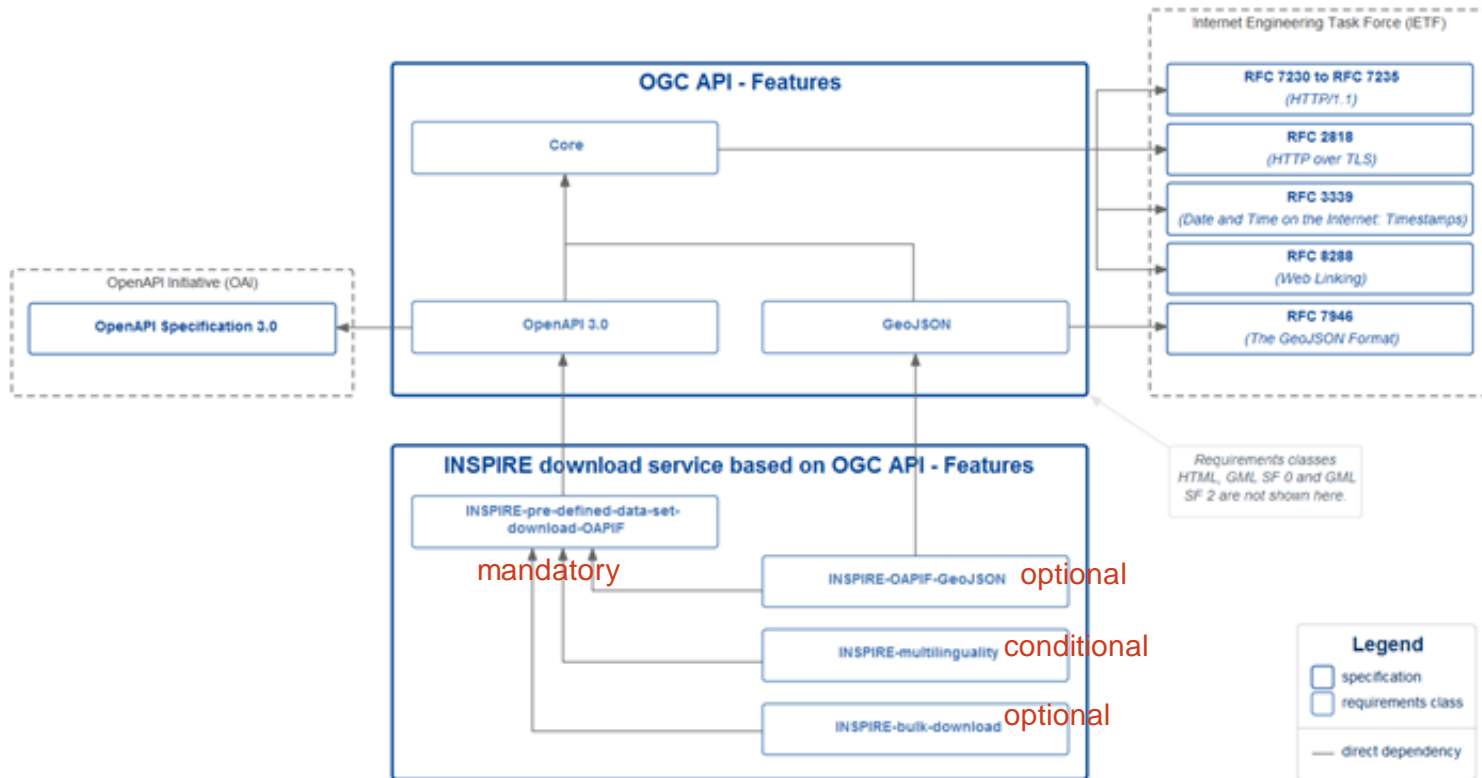 Internet Engineering Task Force (IETF)
OGC API - Features
RFC 7230 to RFC 7235
(HTTP/1.1)
Core
RFC 2818
(HTTP over TLS)
RFC 3339
(Date and Time on the Internet: Timestamps)
RFC 8288
(Web Linking)
OpenAPI Initiative (OAI)
OpenAPI Specification 3.0
OpenAPI 3.0
GeoJSON
RFC 7946
(The GeoJSON Format)
INSPIRE download service based on OGC API - Features
Requirements classes
HTML, GML SF 0 and GML
SF 2 are not shown here.
INSPIRE-pre-defined-data-set-
download-OAPIF
mandatory
INSPIRE-OAPIF-GeoJSON optional
INSPIRE-multilinguality conditional
INSPIRE-bulk-download optional
Legend
specification
requirements class
direct dependency